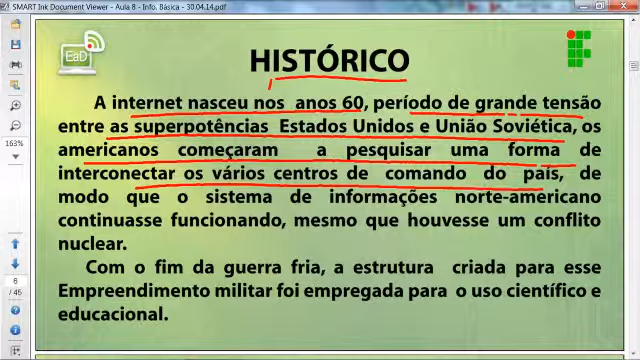 SMART Ink Document Viewer - Aula 8 - Info. Básica - 30.04.14.pdf
EaD
HISTÓRICO
A internet nasceu nos anos 60, período de grande tensão
entre as superpotências Estados Unidos e União Soviética, os
americanos começaram a pesquisar uma forma de
interconectar os vários centros de comando do país, de
modo que o sistema de informações norte-americano
continuasse funcionando, mesmo que houvesse um conflito
nuclear.
Com o fim da guerra fria, a estrutura criada para esse
Empreendimento militar foi empregada para o uso científico e
educacional.
163%
6
/ 45